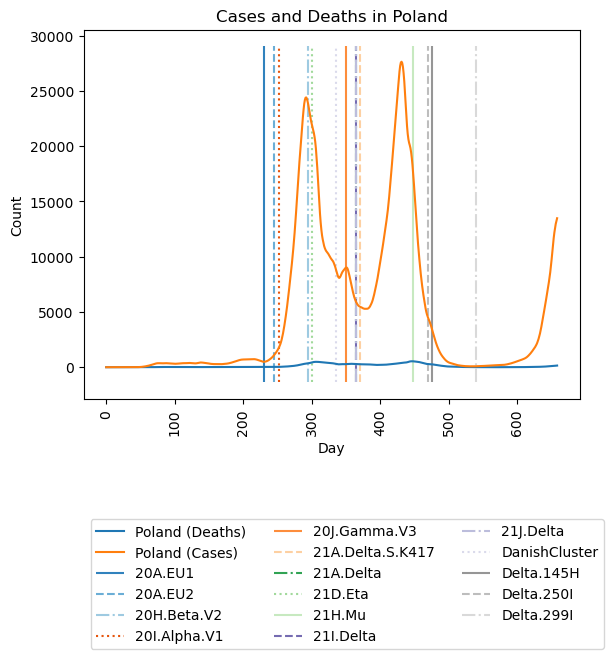 Cases and Deaths in Poland
30000
25000
20000
15000
10000
5000
0
Count
0 100 200 300 400 500 600
Day
Poland (Deaths) 20J.Gamma.V3 21J.Delta
Poland (Cases) 21A.Delta.S.K417 DanishCluster
20A.EU1 21A.Delta Delta.145H
20A.EU2 21D.Eta Delta.250I
20H.Beta.V2 21H.Mu Delta.299I
20I.Alpha.V1 21I.Delta